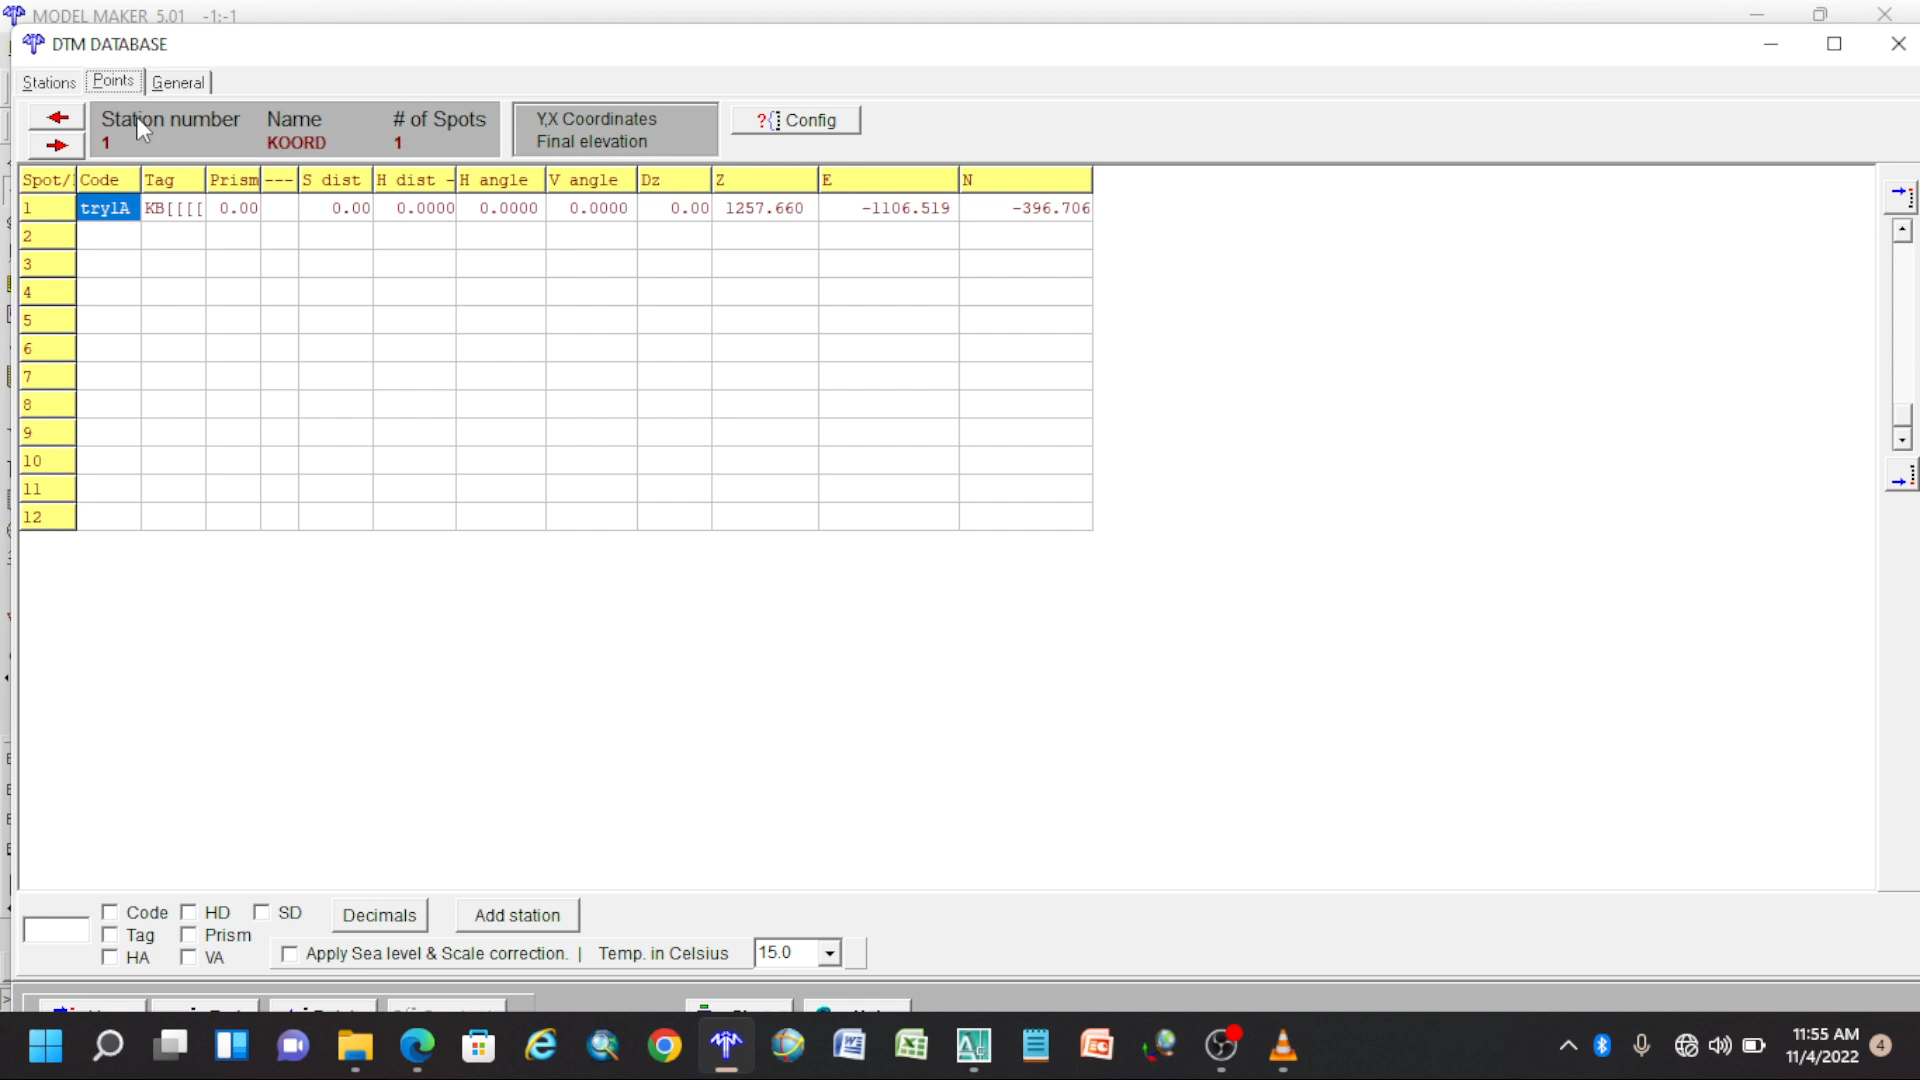 MODEL MAKER 5.01 -1:-1
DTM DATABASE
Stations Points General
Station number Name # of Spots
1 KOORD 1
Y,X Coordinates
Final elevation
?{ Config
Spot/ Code Tag Prism ---- S dist H dist - H angle V angle Dz Z E N
1 try1A KB[[[[ 0.00 0.00 0.0000 0.0000 0.0000 0.00 1257.660 -1106.519 -396.706
2
3
4
5
6
7
8
9
10
11
12
Code HD SD Decimals Add station
Tag Prism
HA VA
Apply Sea level & Scale correction. | Temp. in Celsius 15.0
11:55 AM
11/4/2022 4